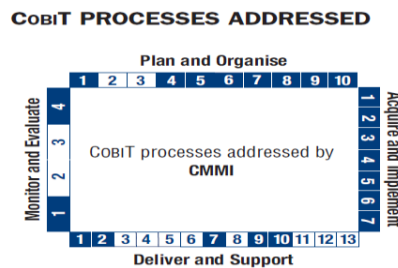 COBIT PROCESSES ADDRESSED
Plan and Organise
1 2 3 4 5 6 7 8 9 10
Monitor and Evaluate
4 3 2 1
COBIT processes addressed by
CMMI
1 2 3 4 5 6 7
Acquire and Implement
1 2 3 4 5 6 7 8 9 10 11 12 13
Deliver and Support